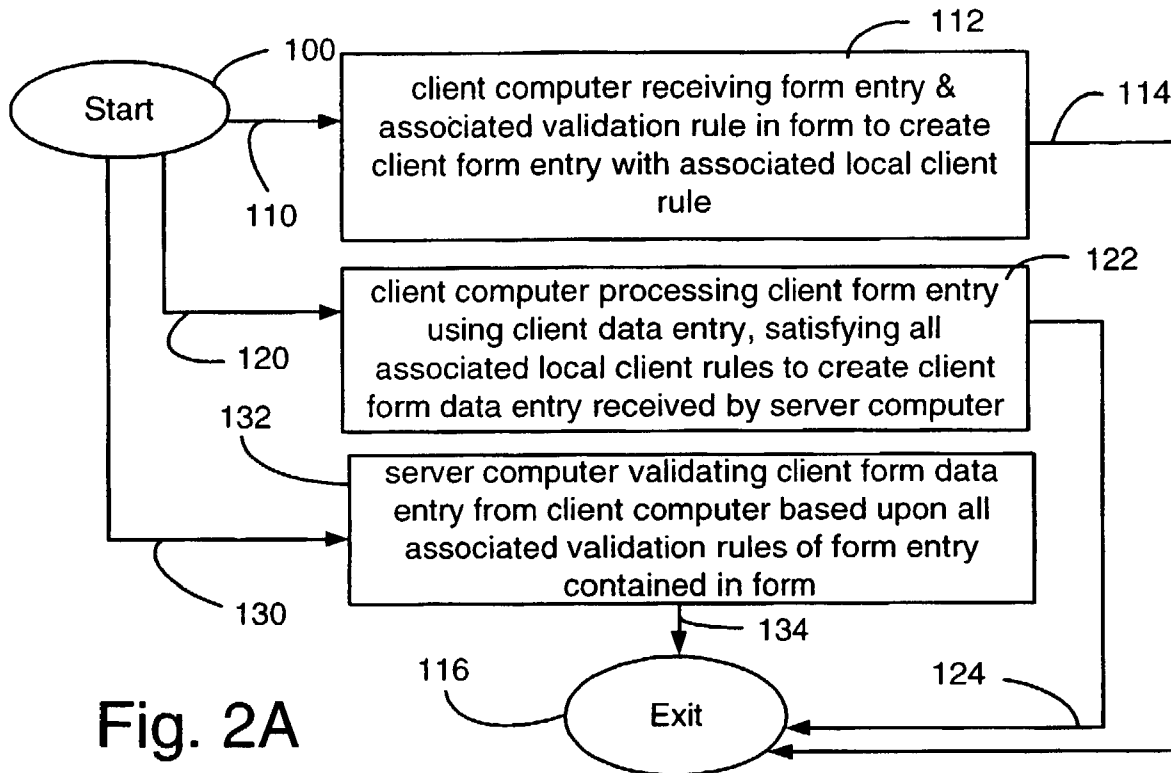 100
Start
112
client computer receiving form entry &
associated validation rule in form to create
client form entry with associated local client
rule
114
110
122
client computer processing client form entry
using client data entry, satisfying all
associated local client rules to create client
form data entry received by server computer
120
132
server computer validating client form data
entry from client computer based upon all
associated validation rules of form entry
contained in form
130
134
116
Exit
124
Fig. 2A